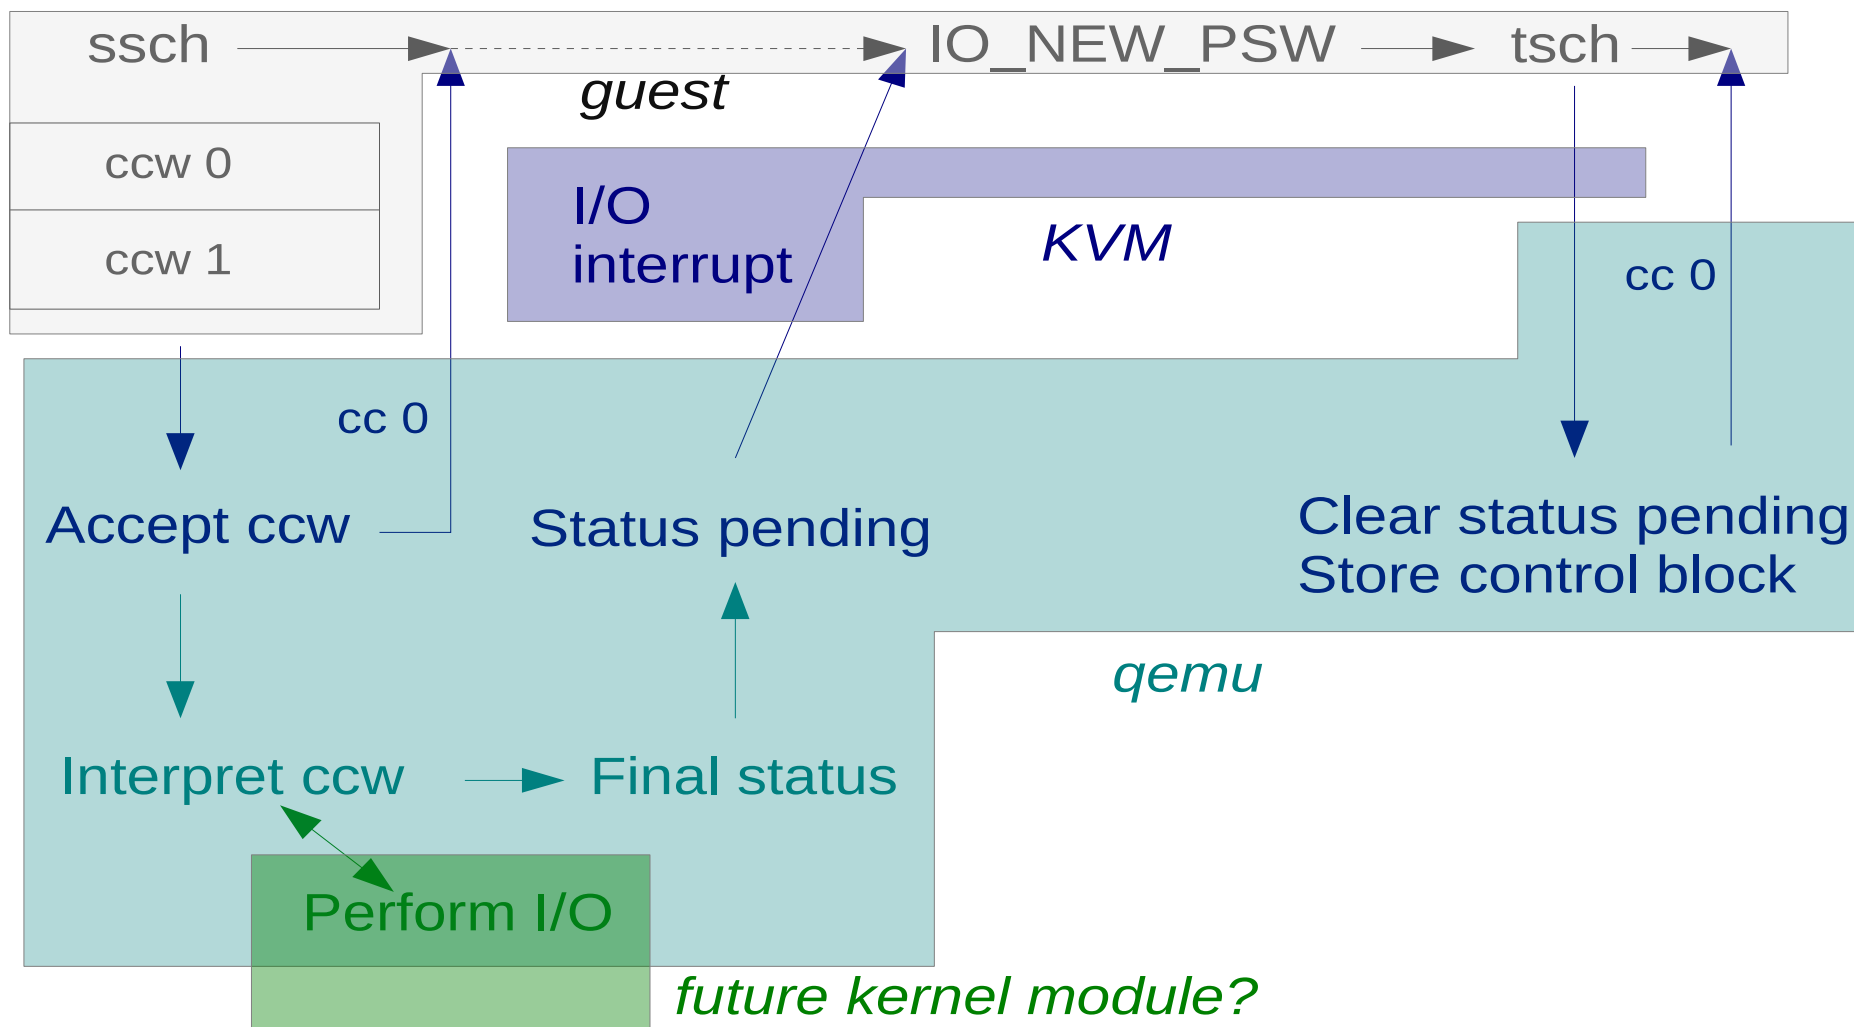 ssch
IO_NEW_PSW
tsch
guest
ccw 0
ccw 1
I/O
interrupt
KVM
cc 0
cc 0
Accept ccw
Status pending
Clear status pending
Store control block
qemu
Interpret ccw
Final status
Perform I/O
future kernel module?